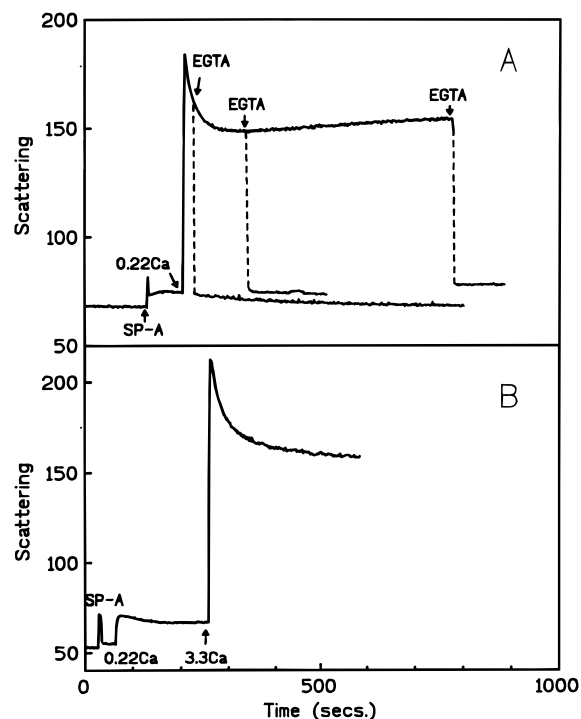 200
A
EGTA
EGTA
EGTA
150
Scattering
100
0.22Ca
SP-A
50
B
200
Scattering
150
100
SP-A
50
0.22Ca
3.3Ca
0
500
1000
Time (secs.)